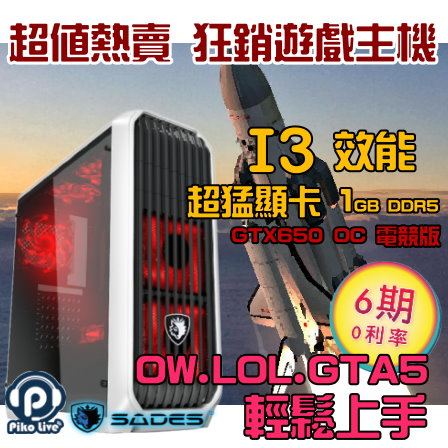 超值熱賣 狂銷遊戲主機
I3 效能
超猛顯卡 1GB DDR5
GTX650 OC 電競版
6期
0利率
OW.LOL.GTA5
輕鬆上手
Piko Live
SADES